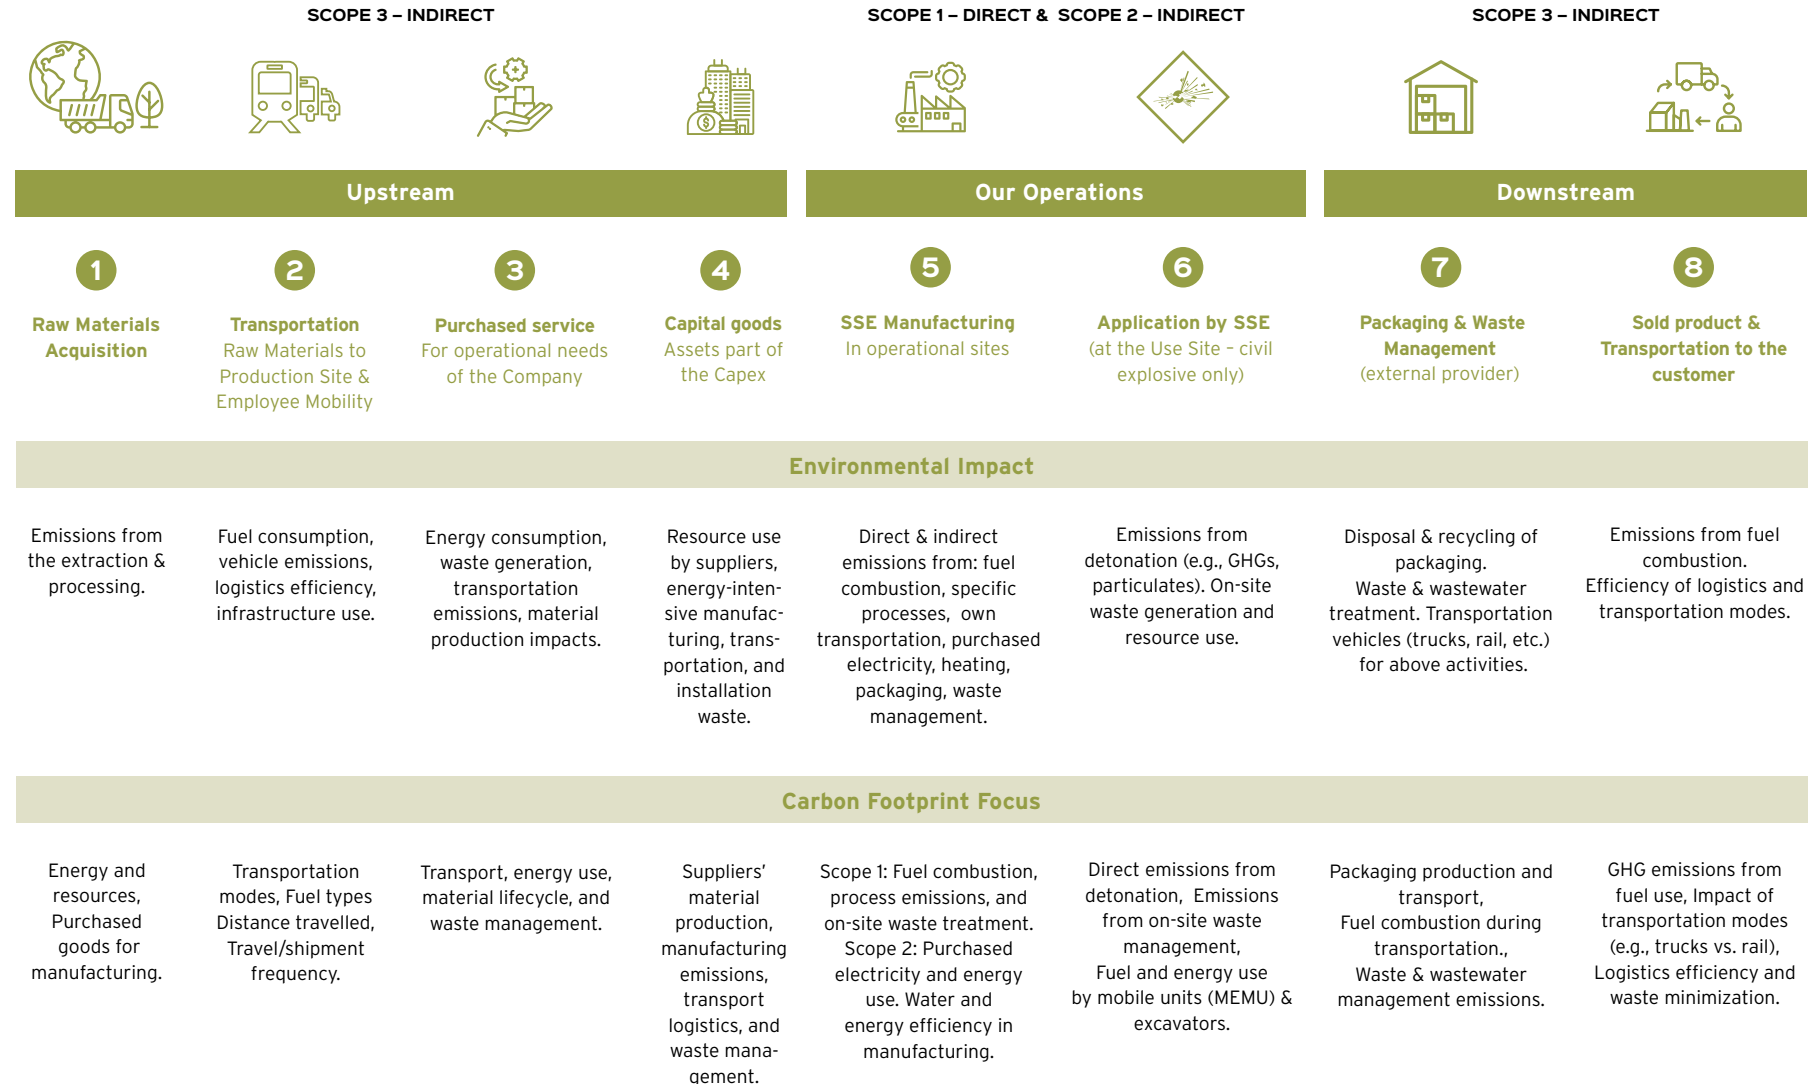 SCOPE 3 – INDIRECT
SCOPE 1 – DIRECT & SCOPE 2 – INDIRECT
SCOPE 3 – INDIRECT
Upstream
Our Operations
Downstream
1
Raw Materials
Acquisition
2
Transportation
Raw Materials to
Production Site &
Employee Mobility
3
Purchased service
For operational needs
of the Company
4
Capital goods
Assets part of
the Capex
5
SSE Manufacturing
In operational sites
6
Application by SSE
(at the Use Site – civil
explosive only)
7
Packaging & Waste
Management
(external provider)
8
Sold product &
Transportation to the
customer
Environmental Impact
Emissions from
the extraction &
processing.
Fuel consumption,
vehicle emissions,
logistics efficiency,
infrastructure use.
Energy consumption,
waste generation,
transportation
emissions, material
production impacts.
Resource use
by suppliers,
energy-inten-
sive manufac-
turing, trans-
portation, and
installation
waste.
Direct & indirect
emissions from: fuel
combustion, specific
processes, own
transportation, purchased
electricity, heating,
packaging, waste
management.
Emissions from
detonation (e.g., GHGs,
particulates). On-site
waste generation and
resource use.
Disposal & recycling of
packaging.
Waste & wastewater
treatment. Transportation
vehicles (trucks, rail, etc.)
for above activities.
Emissions from fuel
combustion.
Efficiency of logistics and
transportation modes.
Carbon Footprint Focus
Energy and
resources,
Purchased
goods for
manufacturing.
Transportation
modes, Fuel types
Distance travelled,
Travel/shipment
frequency.
Transport, energy use,
material lifecycle, and
waste management.
Suppliers'
material
production,
manufacturing
emissions,
transport
logistics, and
waste mana-
gement.
Scope 1: Fuel combustion,
process emissions, and
on-site waste treatment.
Scope 2: Purchased
electricity and energy
use. Water and
energy efficiency in
manufacturing.
Direct emissions from
detonation, Emissions
from on-site waste
management,
Fuel and energy use
by mobile units (MEMU) &
excavators.
Packaging production and
transport,
Fuel combustion during
transportation.,
Waste & wastewater
management emissions.
GHG emissions from
fuel use, Impact of
transportation modes
(e.g., trucks vs. rail),
Logistics efficiency and
waste minimization.